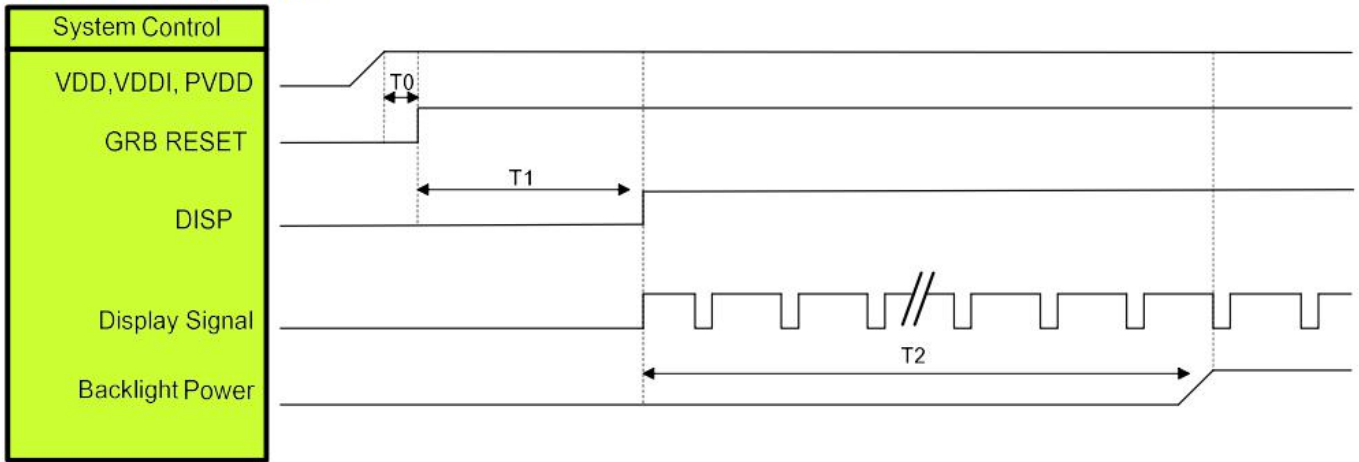 System Control
VDD,VDDI, PVDD
T0
GRB RESET
T1
DISP
Display Signal
T2
Backlight Power